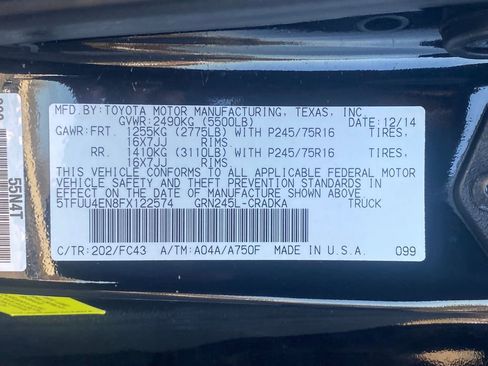 MFD.BY:TOYOTA MOTOR MANUFACTURING, TEXAS, INC
GVWR:2490KG (5500LB) DATE:12/14
GAWR:FRT. 1255KG (2775LB) WITH P245/75R16 TIRES,
16X7JJ RIMS
RR. 1410KG (3110LB) WITH P245/75R16 TIRES,
16X7JJ RIMS
THIS VEHICLE CONFORMS TO ALL APPLICABLE FEDERAL MOTOR
VEHICLE SAFETY AND THEFT PREVENTION STANDARDS IN
EFFECT ON THE DATE OF MANUFACTURE SHOWN ABOVE
5TFUU4EN8FX122574 GRN245L-CRADKA TRUCK
C/TR:202/FC43 A/TM:A04A/A750F MADE IN U.S.A. 099
55N4T